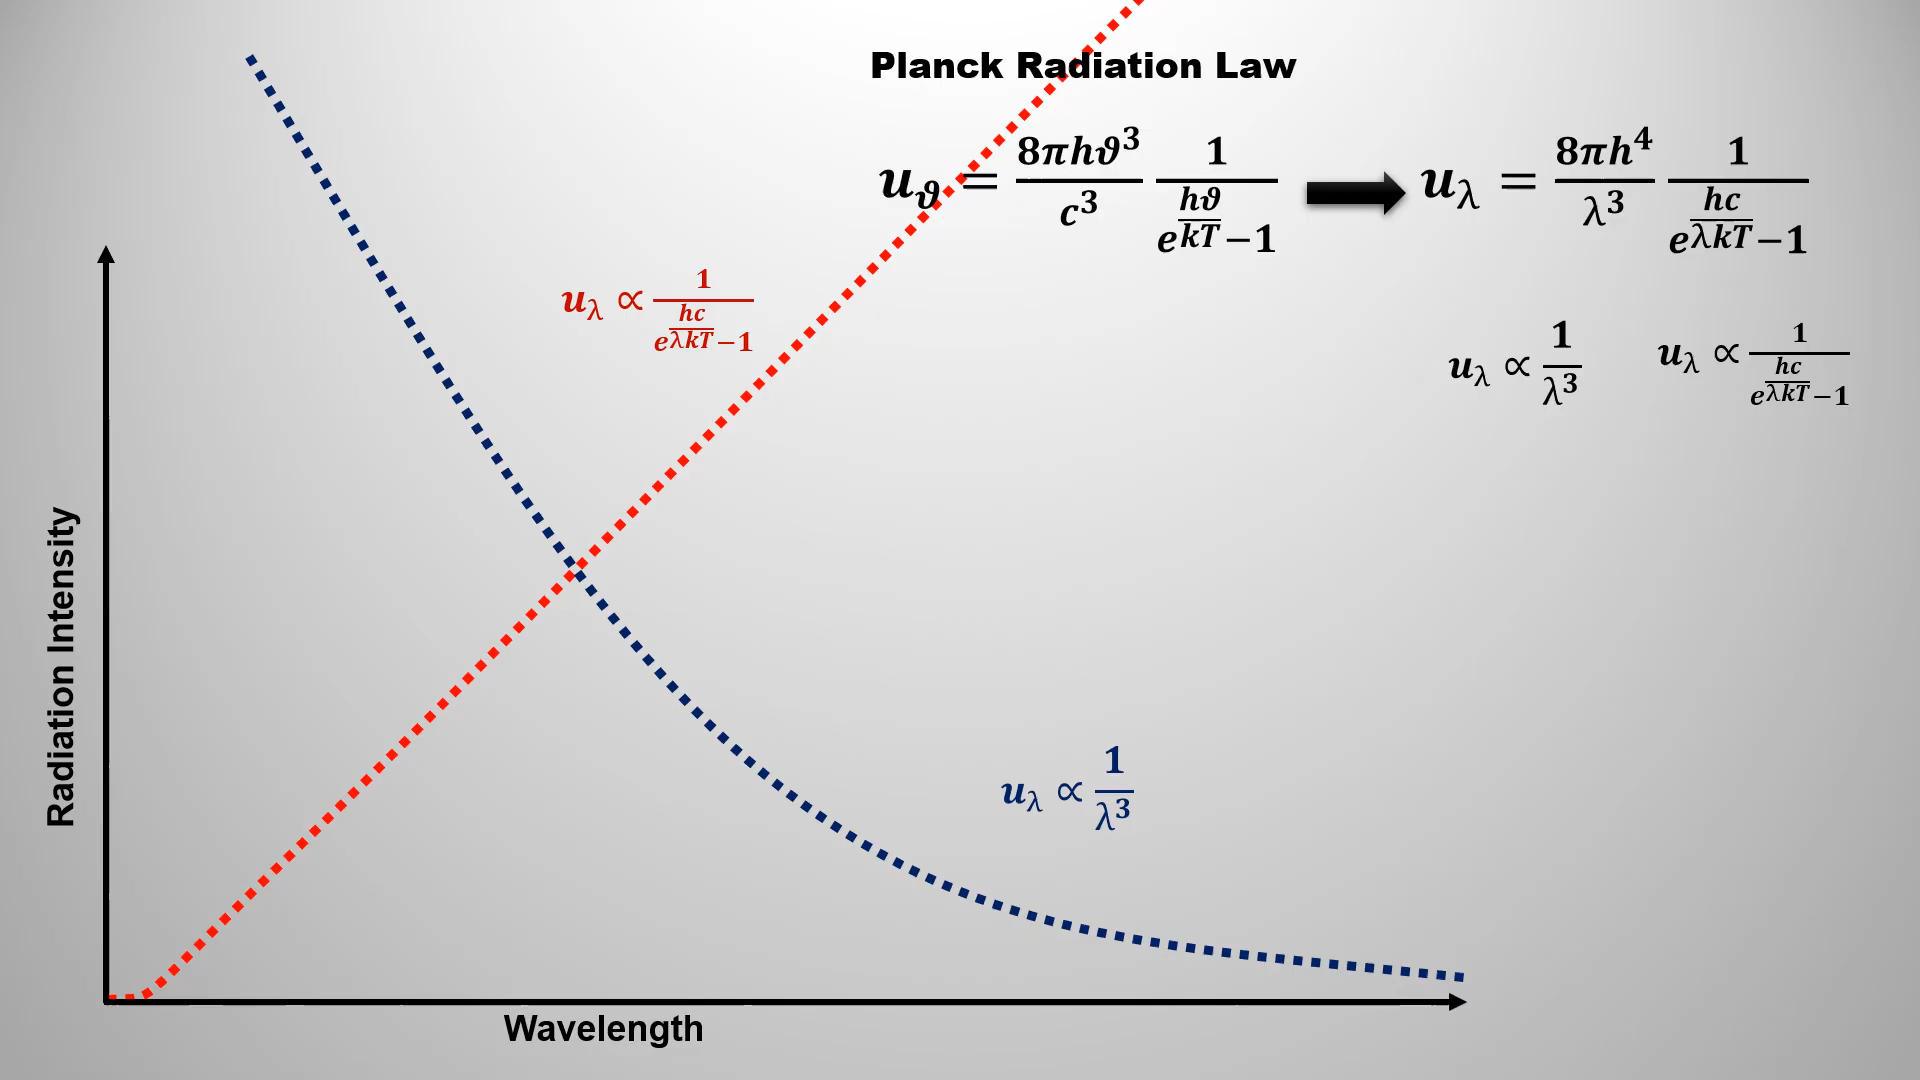 Planck Radiation Law
u_ϑ = 8πhϑ³/c³ 1/(e^(hϑ/kT)−1) ➡ u_λ = 8πh⁴/λ³ 1/(e^(hc/λkT)−1)
u_λ ∝ 1/(e^(hc/λkT)−1)
u_λ ∝ 1/λ³ u_λ ∝ 1/(e^(hc/λkT)−1)
Radiation Intensity
u_λ ∝ 1/λ³
Wavelength